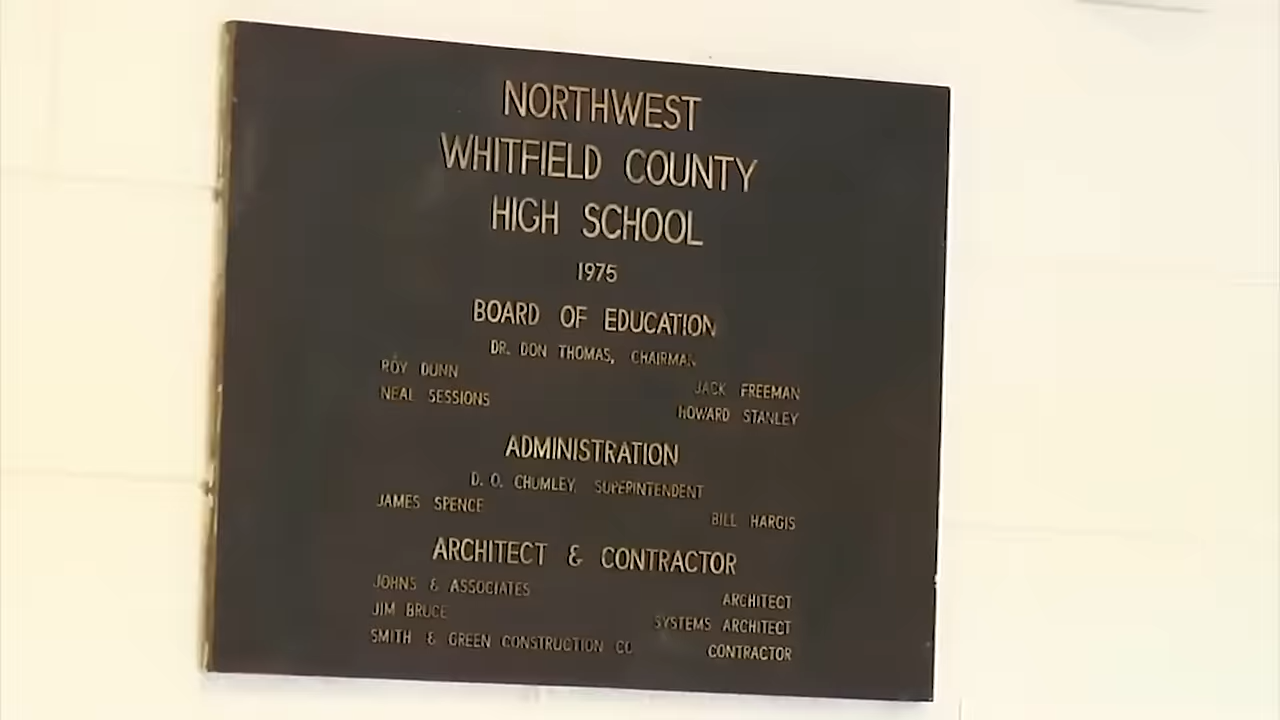 NORTHWEST
WHITFIELD COUNTY
HIGH SCHOOL
1975
BOARD OF EDUCATION
DR. DON THOMAS, CHAIRMAN
ROY DUNN JACK FREEMAN
NEAL SESSIONS HOWARD STANLEY
ADMINISTRATION
D. O. CHUMLEY, SUPERINTENDENT
JAMES SPENCE BILL HARGIS
ARCHITECT & CONTRACTOR
JOHNS & ASSOCIATES ARCHITECT
JIM BRUCE SYSTEMS ARCHITECT
SMITH & GREEN CONSTRUCTION CO CONTRACTOR